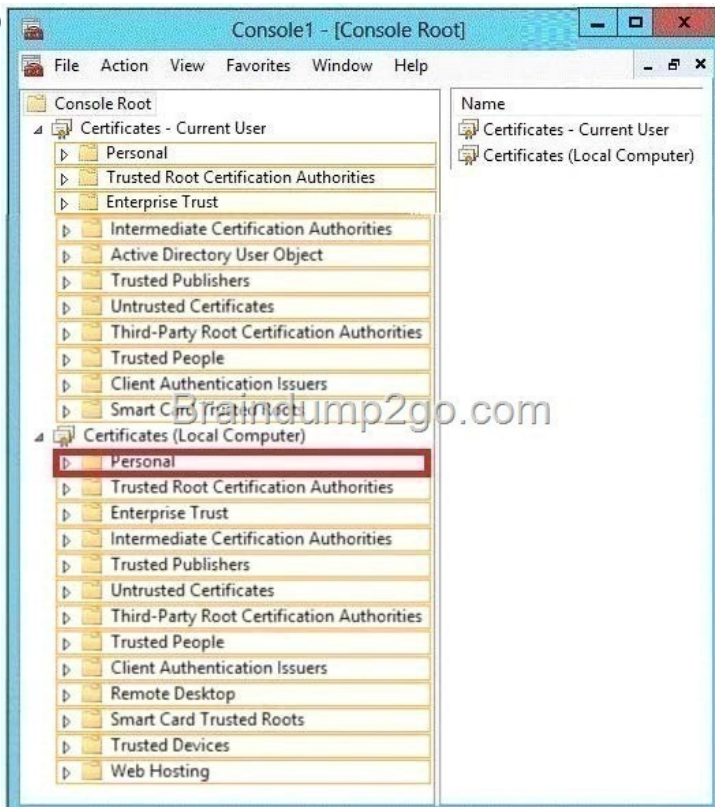 Console1 - [Console Root]
File Action View Favorites Window Help
Console Root
Certificates - Current User
Personal
Trusted Root Certification Authorities
Enterprise Trust
Intermediate Certification Authorities
Active Directory User Object
Trusted Publishers
Untrusted Certificates
Third-Party Root Certification Authorities
Trusted People
Client Authentication Issuers
Smart Card Trusted Roots
Braindump2go.com
Certificates (Local Computer)
Personal
Trusted Root Certification Authorities
Enterprise Trust
Intermediate Certification Authorities
Trusted Publishers
Untrusted Certificates
Third-Party Root Certification Authorities
Trusted People
Client Authentication Issuers
Remote Desktop
Smart Card Trusted Roots
Trusted Devices
Web Hosting
Name
Certificates - Current User
Certificates (Local Computer)